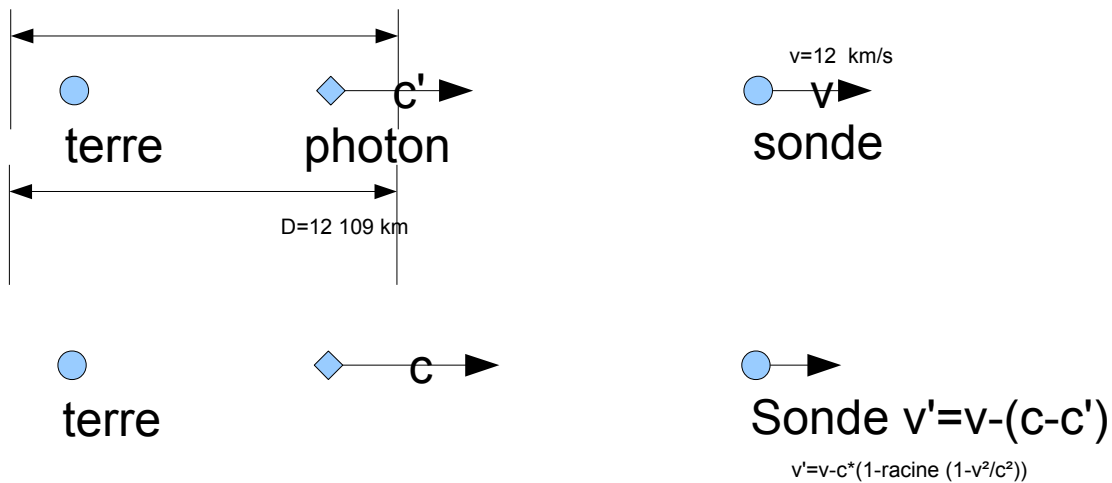 v=12 km/s
c'
v
terre
photon
sonde
D=12 109 km
c
terre
Sonde v'=v-(c-c')
v'=v-c*(1-racine (1-v²/c²))